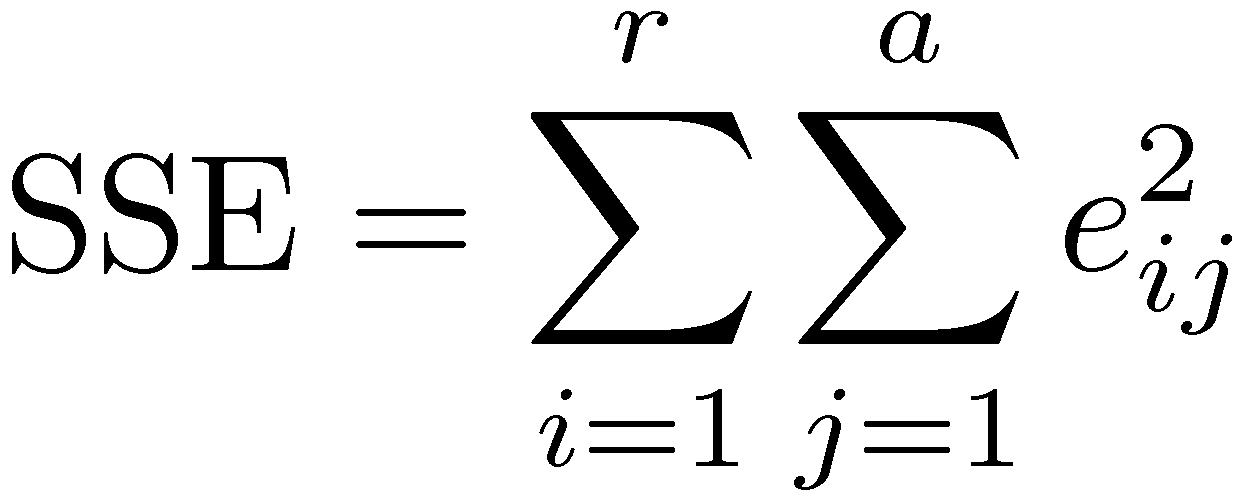 SSE = \sum_{i=1}^{r} \sum_{j=1}^{a} e_{ij}^{2}